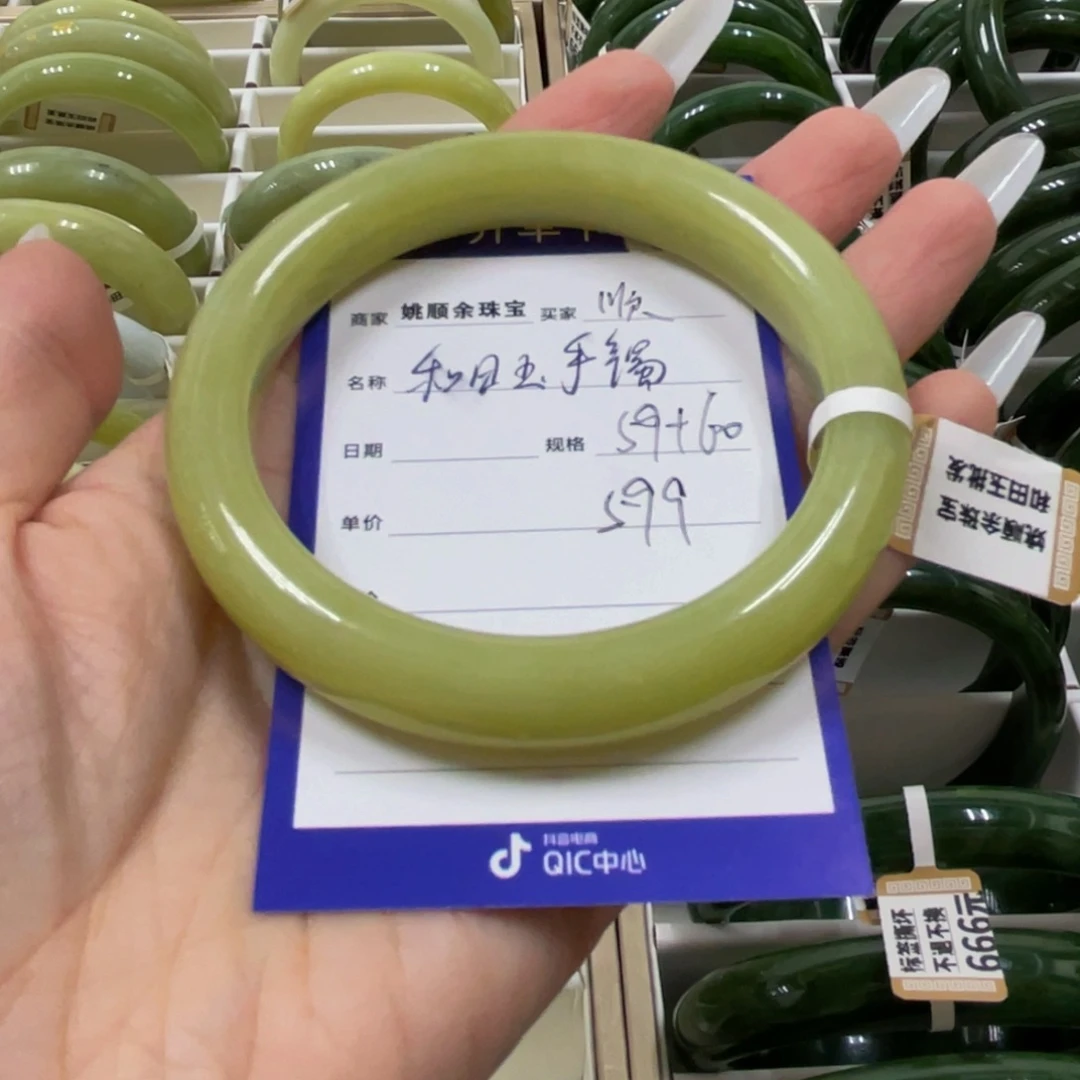 开单卡
商家 姚顺余珠宝 买家 顺
名称 和田玉手镯
日期 规格 59+60
单价 599
抖音电商
QIC中心
姚顺余珠宝
和田玉批发
标签撕坏
不退不换
666元